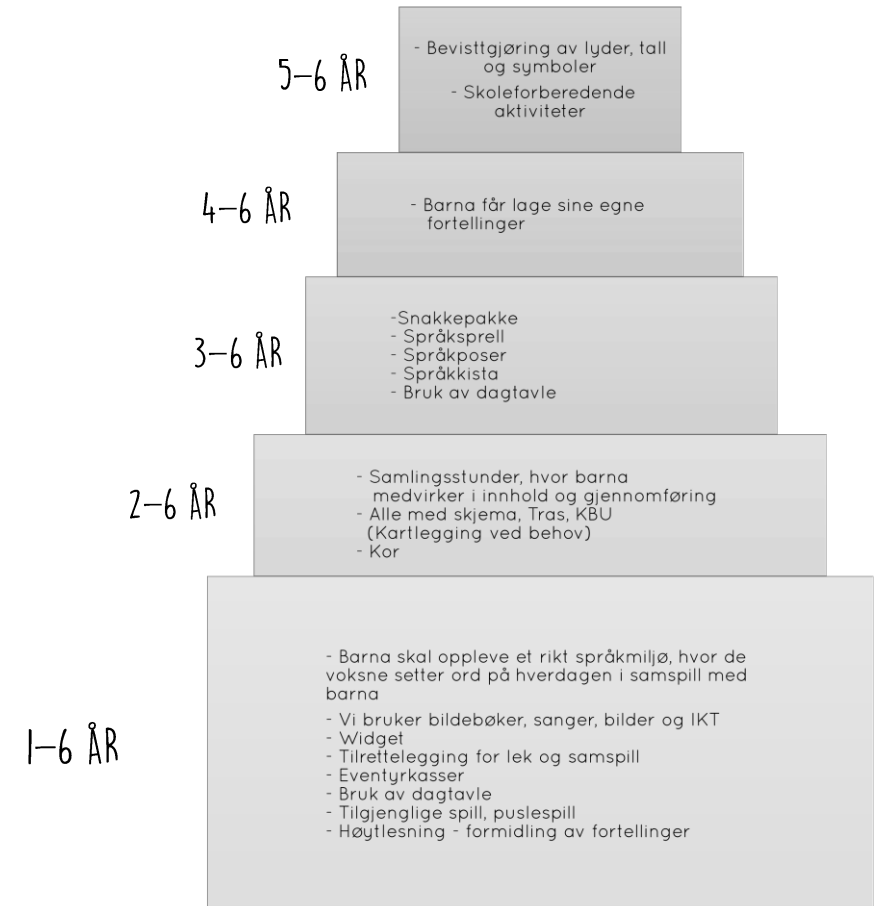 5-6 ÅR
- Bevisttgjøring av lyder, tall
og symboler
- Skoleforberedende
aktiviteter
4-6 ÅR
- Barna får lage sine egne
fortellinger
3-6 ÅR
-Snakkepakke
- Språksprell
- Språkposer
- Språkkista
- Bruk av dagtavle
2-6 ÅR
- Samlingsstunder, hvor barna
medvirker i innhold og gjennomføring
- Alle med skjema, Tras, KBU
(Kartlegging ved behov)
- Kor
1-6 ÅR
- Barna skal oppleve et rikt språkmiljø, hvor de
voksne setter ord på hverdagen i samspill med
barna
- Vi bruker bildebøker, sanger, bilder og IKT
- Widget
- Tilrettelegging for lek og samspill
- Eventyrkasser
- Bruk av dagtavle
- Tilgjenglige spill, puslespill
- Høytlesning - formidling av fortellinger